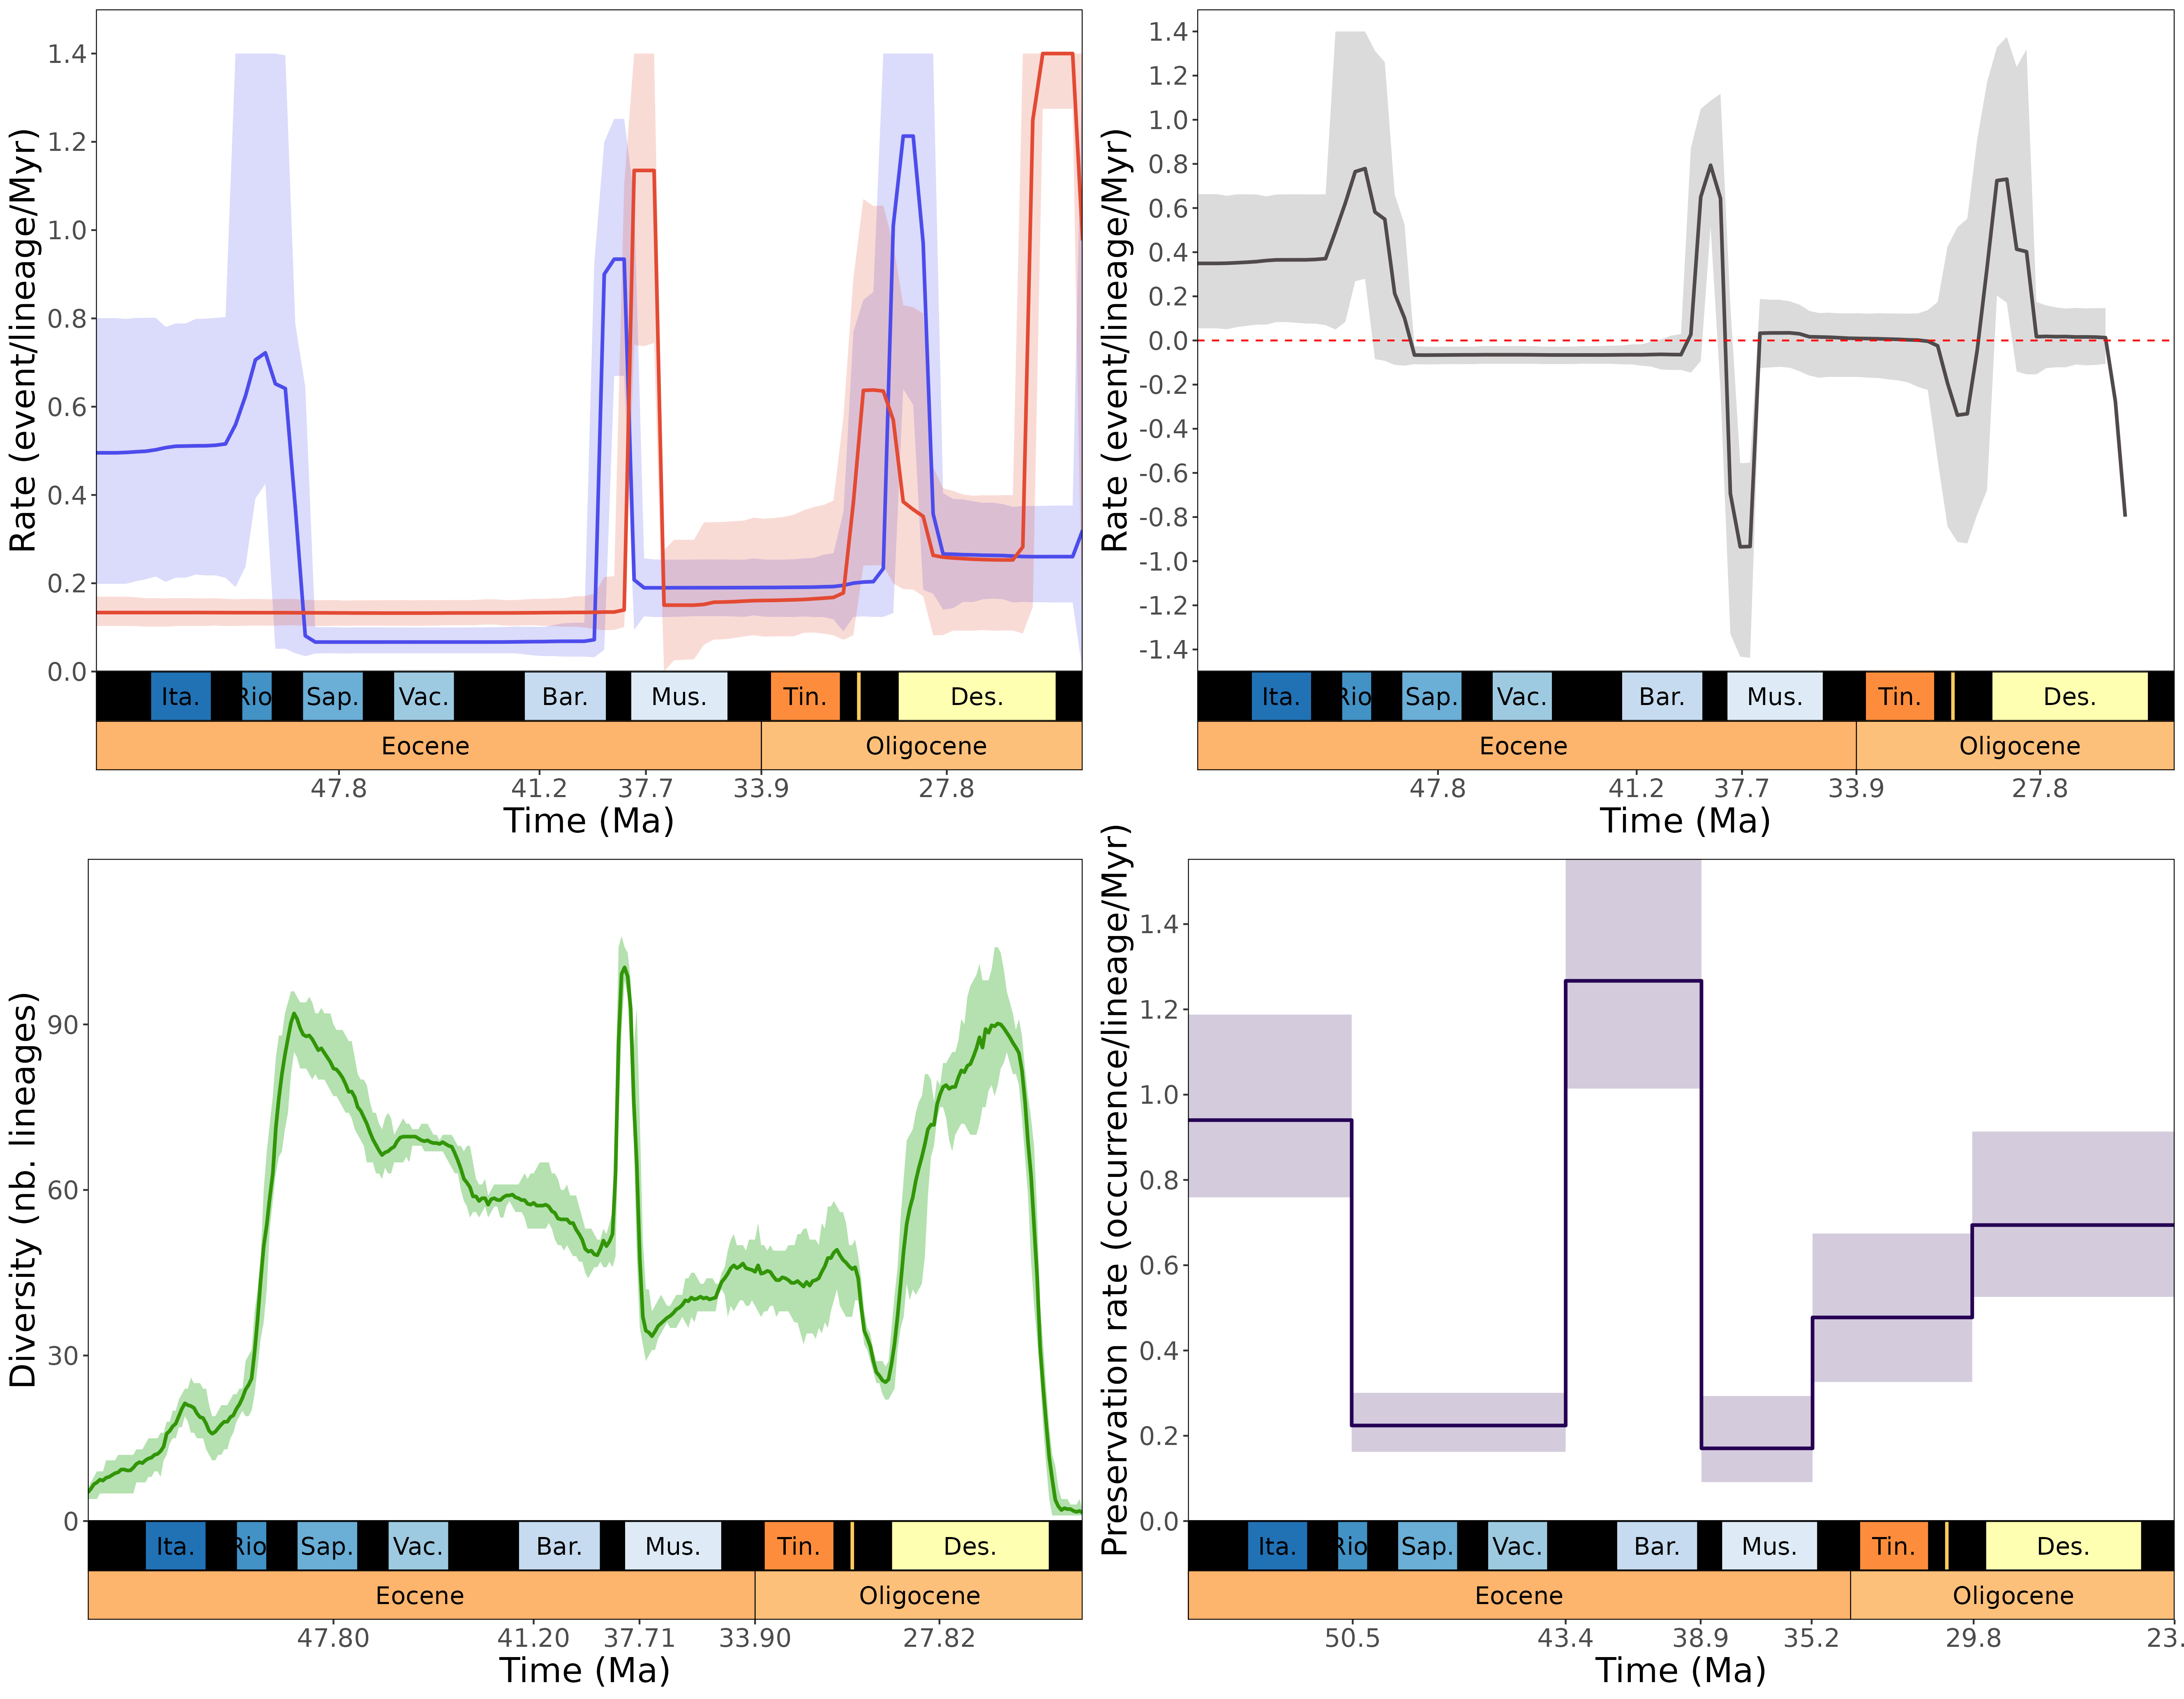 Rate (event/lineage/Myr)
1.4
1.2
1.0
0.8
0.6
0.4
0.2
0.0
Ita. Rio Sap. Vac. Bar. Mus. Tin. Des.
Eocene Oligocene
47.8 41.2 37.7 33.9 27.8
Time (Ma)
Rate (event/lineage/Myr)
1.4
1.2
1.0
0.8
0.6
0.4
0.2
0.0
-0.2
-0.4
-0.6
-0.8
-1.0
-1.2
-1.4
Ita. Rio Sap. Vac. Bar. Mus. Tin. Des.
Eocene Oligocene
47.8 41.2 37.7 33.9 27.8
Time (Ma)
Diversity (nb. lineages)
90
60
30
0
Ita. Rio Sap. Vac. Bar. Mus. Tin. Des.
Eocene Oligocene
47.80 41.20 37.71 33.90 27.82
Time (Ma)
Preservation rate (occurrence/lineage/Myr)
1.4
1.2
1.0
0.8
0.6
0.4
0.2
0.0
Ita. Rio Sap. Vac. Bar. Mus. Tin. Des.
Eocene Oligocene
50.5 43.4 38.9 35.2 29.8 23.
Time (Ma)